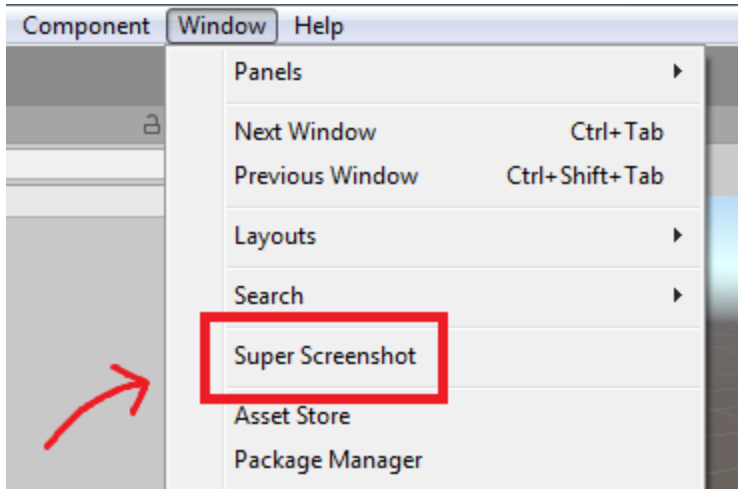 Component Window Help
Panels
Next Window Ctrl+Tab
Previous Window Ctrl+Shift+Tab
Layouts
Search
Super Screenshot
Asset Store
Package Manager